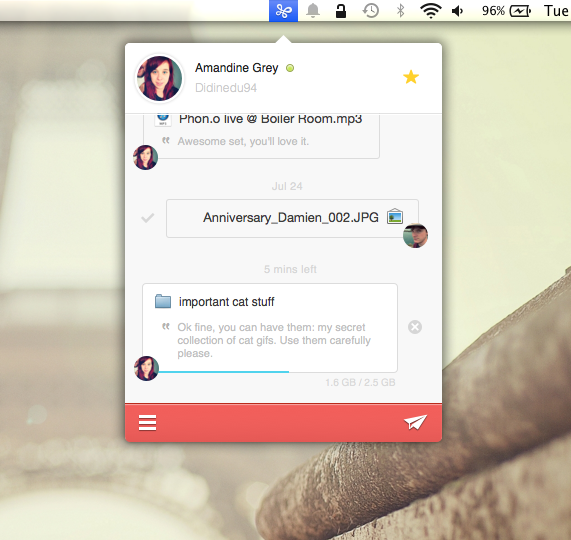 96%
Tue
Amandine Grey
Didinedu94
Phon.o live @ Boiler Room.mp3
Awesome set, you'll love it.
Jul 24
Anniversary_Damien_002.JPG
5 mins left
important cat stuff
Ok fine, you can have them: my secret
collection of cat gifs. Use them carefully
please.
1.6 GB / 2.5 GB